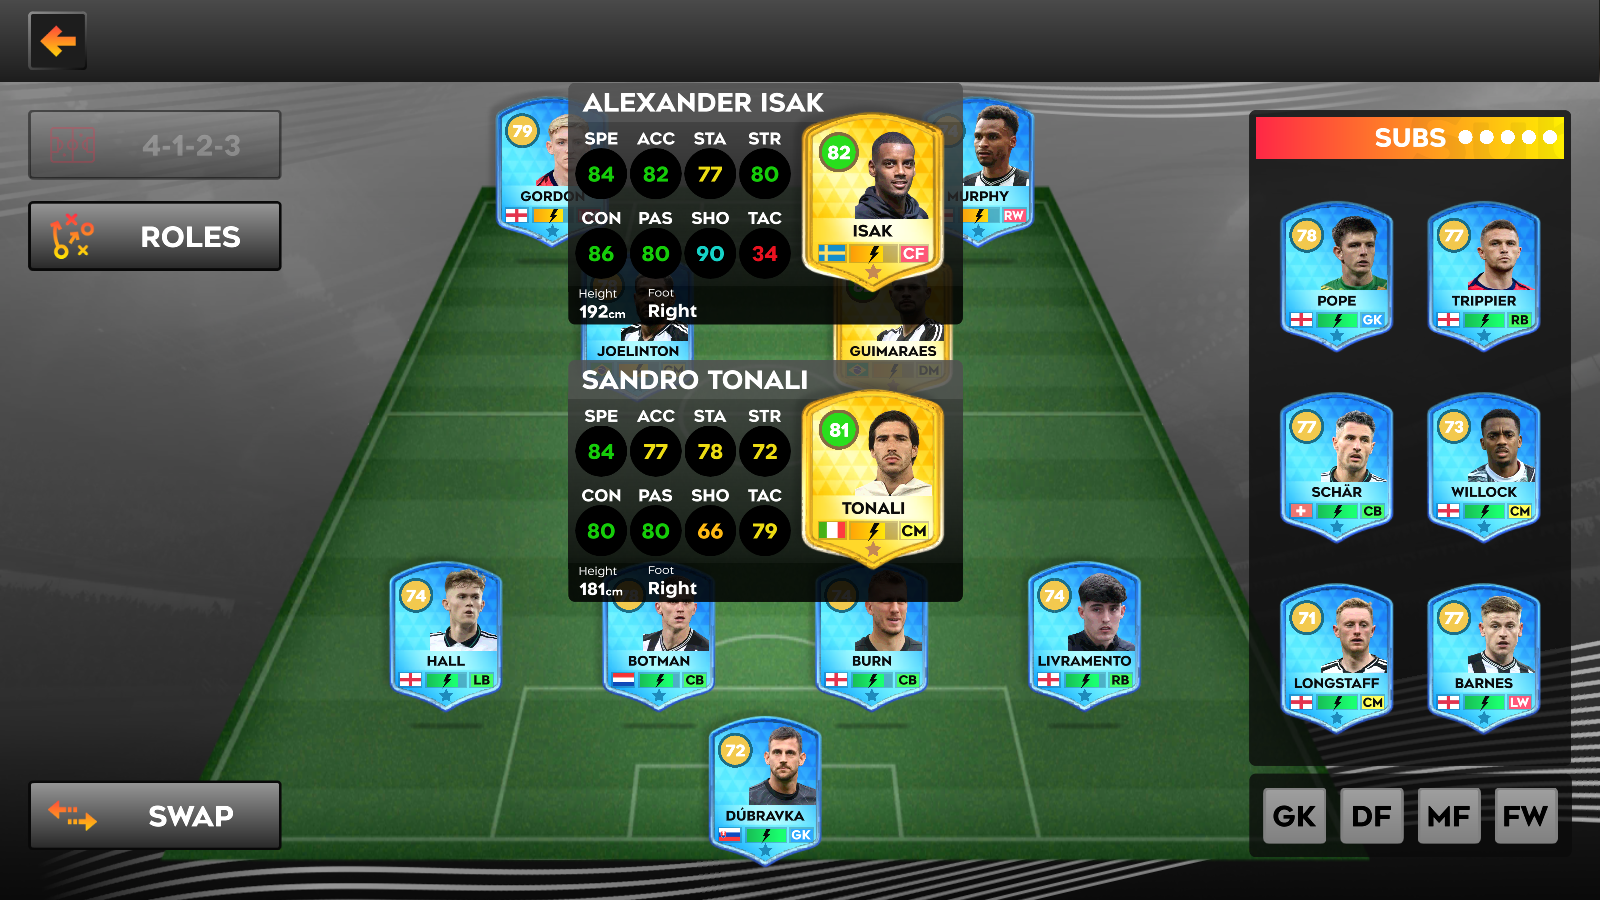 4-1-2-3
ROLES
SWAP
79
GORDON
MURPHY
RW
ALEXANDER ISAK
SPE ACC STA STR
84 82 77 80
CON PAS SHO TAC
86 80 90 34
Height Foot
192cm Right
82
ISAK
CF
JOELINTON
CM
GUIMARAES
DM
SANDRO TONALI
SPE ACC STA STR
84 77 78 72
CON PAS SHO TAC
80 80 66 79
Height Foot
181cm Right
81
TONALI
CM
74
HALL
LB
BOTMAN
CB
74
BURN
CB
74
LIVRAMENTO
RB
72
DÚBRAVKA
GK
SUBS
78
POPE
GK
77
TRIPPIER
RB
77
SCHÄR
CB
73
WILLOCK
CM
71
LONGSTAFF
CM
77
BARNES
LW
GK DF MF FW